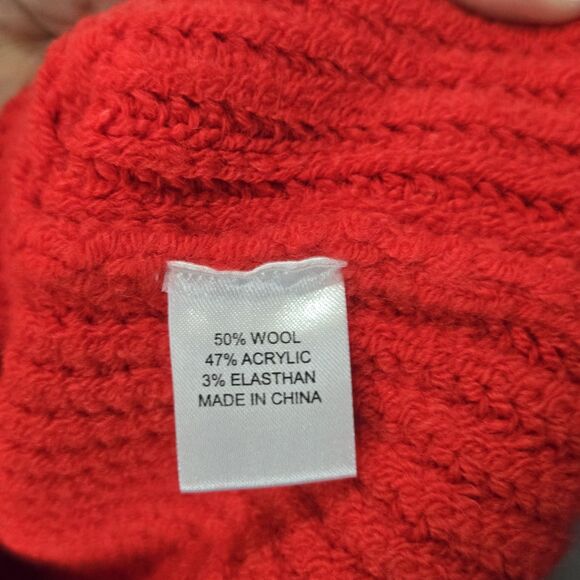 50% WOOL
47% ACRYLIC
3% ELASTHAN
MADE IN CHINA